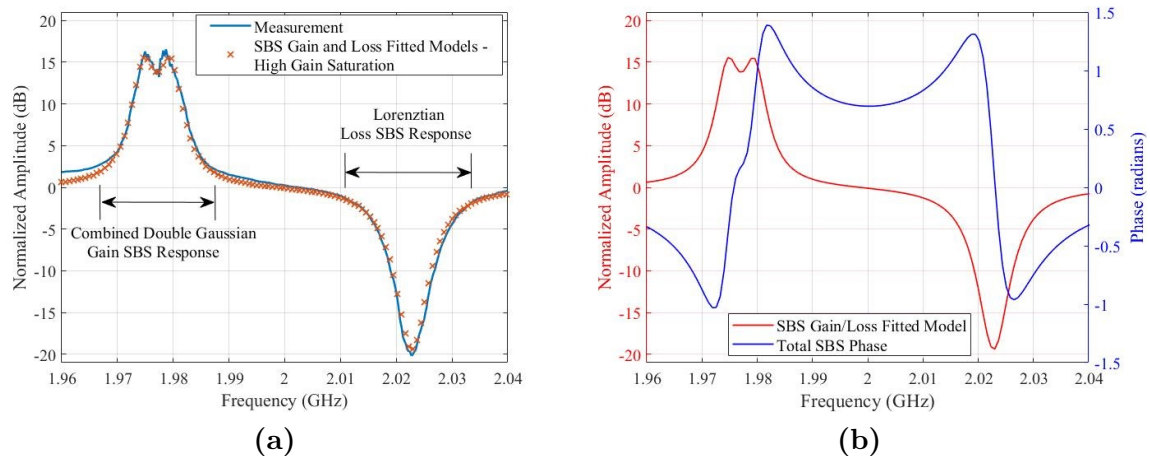 20
15
10
5
0
-5
-10
-15
-20
Normalized Amplitude (dB)
Measurement
SBS Gain and Loss Fitted Models -
High Gain Saturation
Lorenztian
Loss SBS Response
Combined Double Gaussian
Gain SBS Response
1.96 1.97 1.98 1.99 2 2.01 2.02 2.03 2.04
Frequency (GHz)
(a)
20
15
10
5
0
-5
-10
-15
-20
Normalized Amplitude (dB)
1.5
1
0.5
0
-0.5
-1
-1.5
Phase (radians)
SBS Gain/Loss Fitted Model
Total SBS Phase
1.96 1.97 1.98 1.99 2 2.01 2.02 2.03 2.04
Frequency (GHz)
(b)